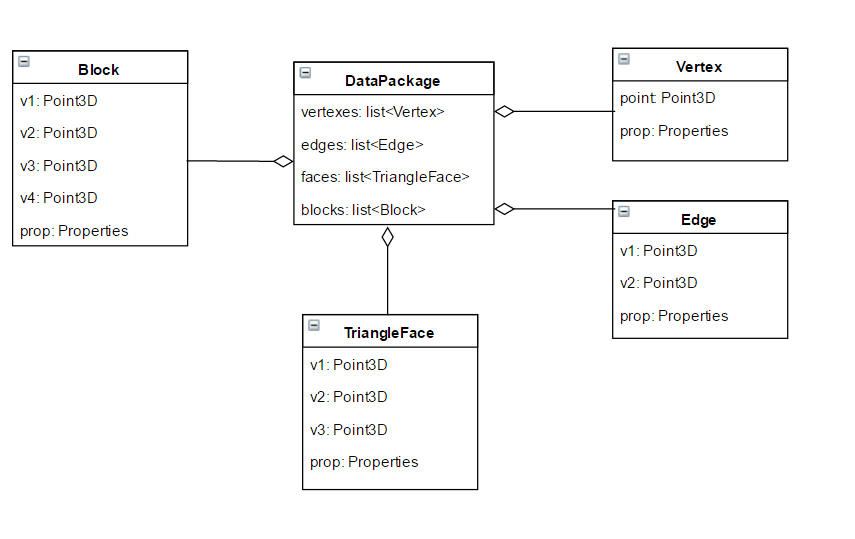 Block
v1: Point3D
v2: Point3D
v3: Point3D
v4: Point3D
prop: Properties
DataPackage
vertexes: list<Vertex>
edges: list<Edge>
faces: list<TriangleFace>
blocks: list<Block>
Vertex
point: Point3D
prop: Properties
Edge
v1: Point3D
v2: Point3D
prop: Properties
TriangleFace
v1: Point3D
v2: Point3D
v3: Point3D
prop: Properties